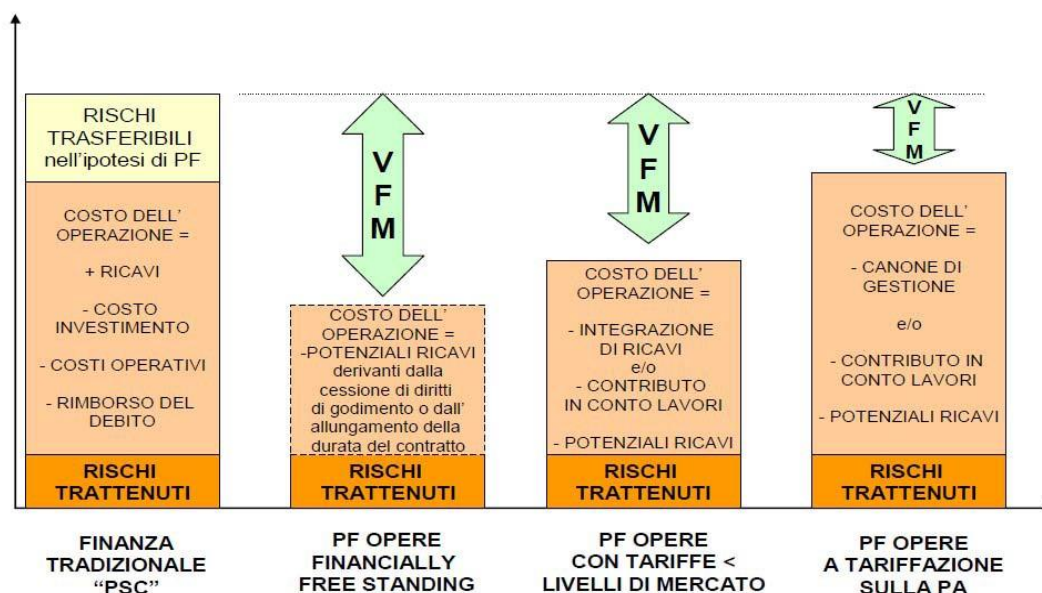 RISCHI
TRASFERIBILI
nell'ipotesi di PF
COSTO DELL'
OPERAZIONE =
+ RICAVI
- COSTO
INVESTIMENTO
- COSTI OPERATIVI
- RIMBORSO DEL
DEBITO
RISCHI
TRATTENUTI
FINANZA
TRADIZIONALE
“PSC”
V
F
M
COSTO DELL'
OPERAZIONE =
-POTENZIALI RICAVI
derivanti dalla
cessione di diritti
di godimento o dall'
allungamento della
durata del contratto
RISCHI
TRATTENUTI
PF OPERE
FINANCIALLY
FREE STANDING
V
F
M
COSTO DELL'
OPERAZIONE =
- INTEGRAZIONE
DI RICAVI
e/o
- CONTRIBUTO
IN CONTO LAVORI
- POTENZIALI RICAVI
RISCHI
TRATTENUTI
PF OPERE
CON TARIFFE <
LIVELLI DI MERCATO
V
F
M
COSTO DELL'
OPERAZIONE =
- CANONE DI
GESTIONE
e/o
- CONTRIBUTO IN
CONTO LAVORI
- POTENZIALI RICAVI
RISCHI
TRATTENUTI
PF OPERE
A TARIFFAZIONE
SULLA PA